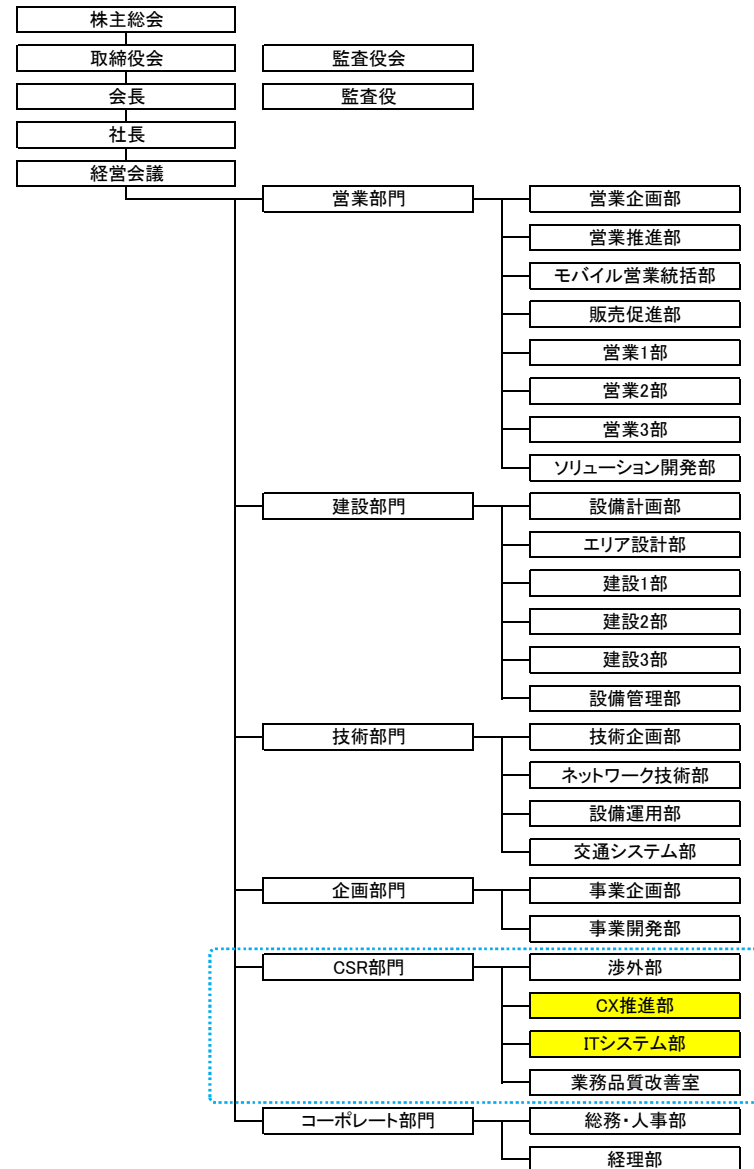 株主総会
取締役会 監査役会
会長 監査役
社長
経営会議
営業部門 営業企画部
営業推進部
モバイル営業統括部
販売促進部
営業1部
営業2部
営業3部
ソリューション開発部
建設部門 設備計画部
エリア設計部
建設1部
建設2部
建設3部
設備管理部
技術部門 技術企画部
ネットワーク技術部
設備運用部
交通システム部
企画部門 事業企画部
事業開発部
CSR部門 渉外部
CX推進部
ITシステム部
業務品質改善室
コーポレート部門 総務・人事部
経理部